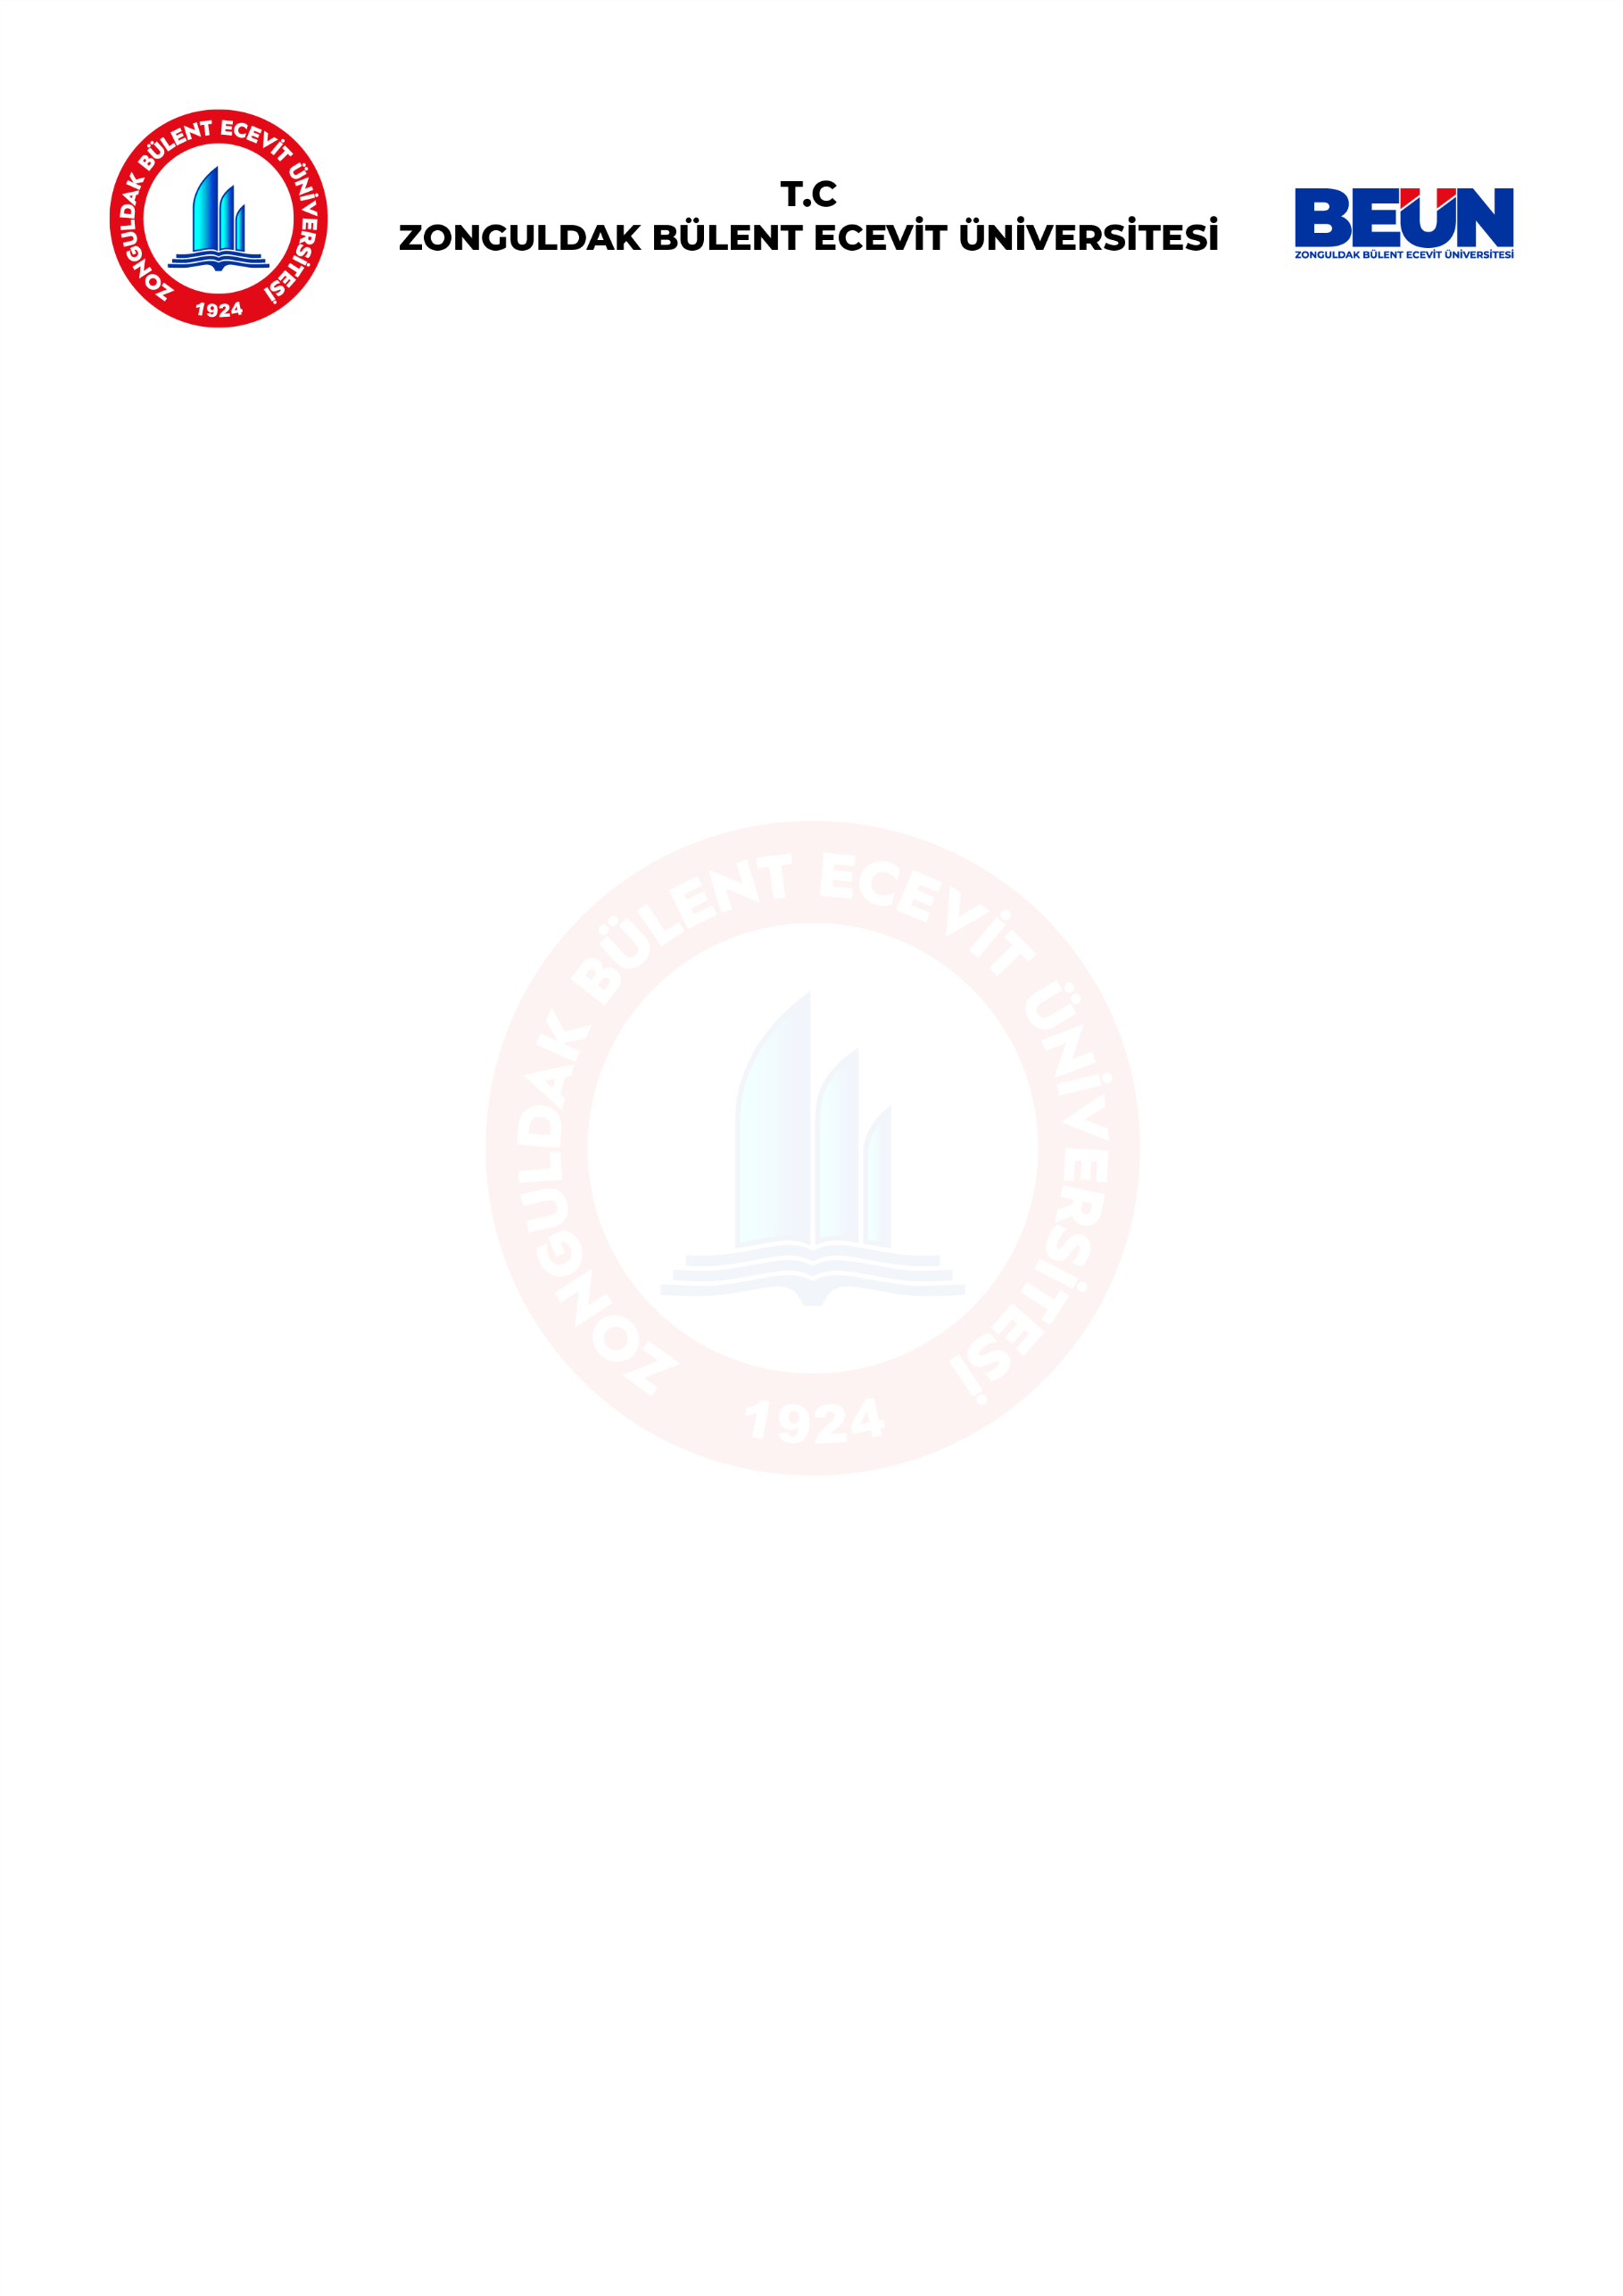 ZONGULDAK BÜLENT ECEVİT ÜNİVERSİTESİ
1924
T.C
ZONGULDAK BÜLENT ECEVİT ÜNİVERSİTESİ
BEUN
ZONGULDAK BÜLENT ECEVİT ÜNİVERSİTESİ
ZONGULDAK BÜLENT ECEVİT ÜNİVERSİTESİ
1924